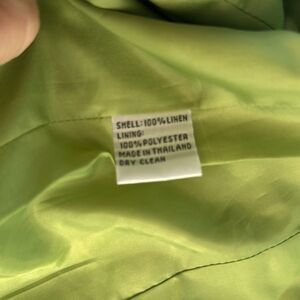 SHELL: 100% LINEN
LINING:
100% POLYESTER
MADE IN THAILAND
DRY CLEAN